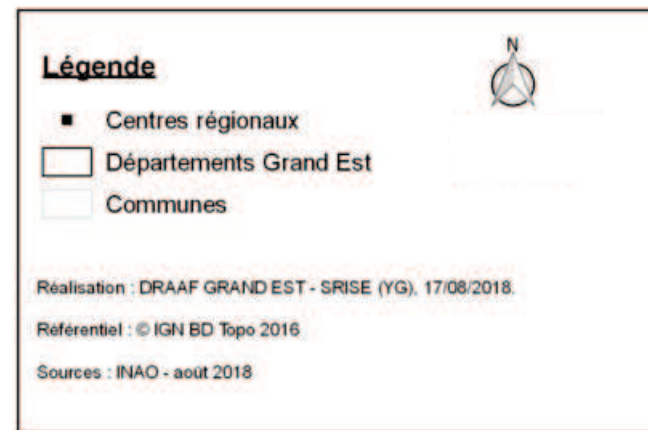 N
Légende
Centres régionaux
Départements Grand Est
Communes
Réalisation : DRAAF GRAND EST - SRISE (YG), 17/08/2018.
Référentiel : © IGN BD Topo 2016
Sources : INAO - août 2018